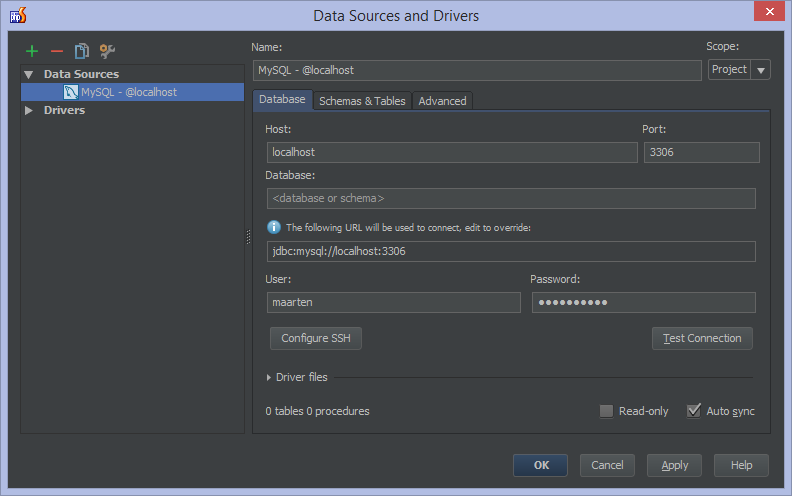 Data Sources and Drivers
Name:
Scope:
Data Sources
MySQL - @localhost
Drivers
MySQL - @localhost
Project
Database
Schemas & Tables
Advanced
Host:
Port:
localhost
3306
Database:
<database or schema>
The following URL will be used to connect, edit to override:
jdbc:mysql://localhost:3306
User:
Password:
maarten
●●●●●●●●●●
Configure SSH
Test Connection
Driver files
0 tables 0 procedures
Read-only
Auto sync
OK
Cancel
Apply
Help